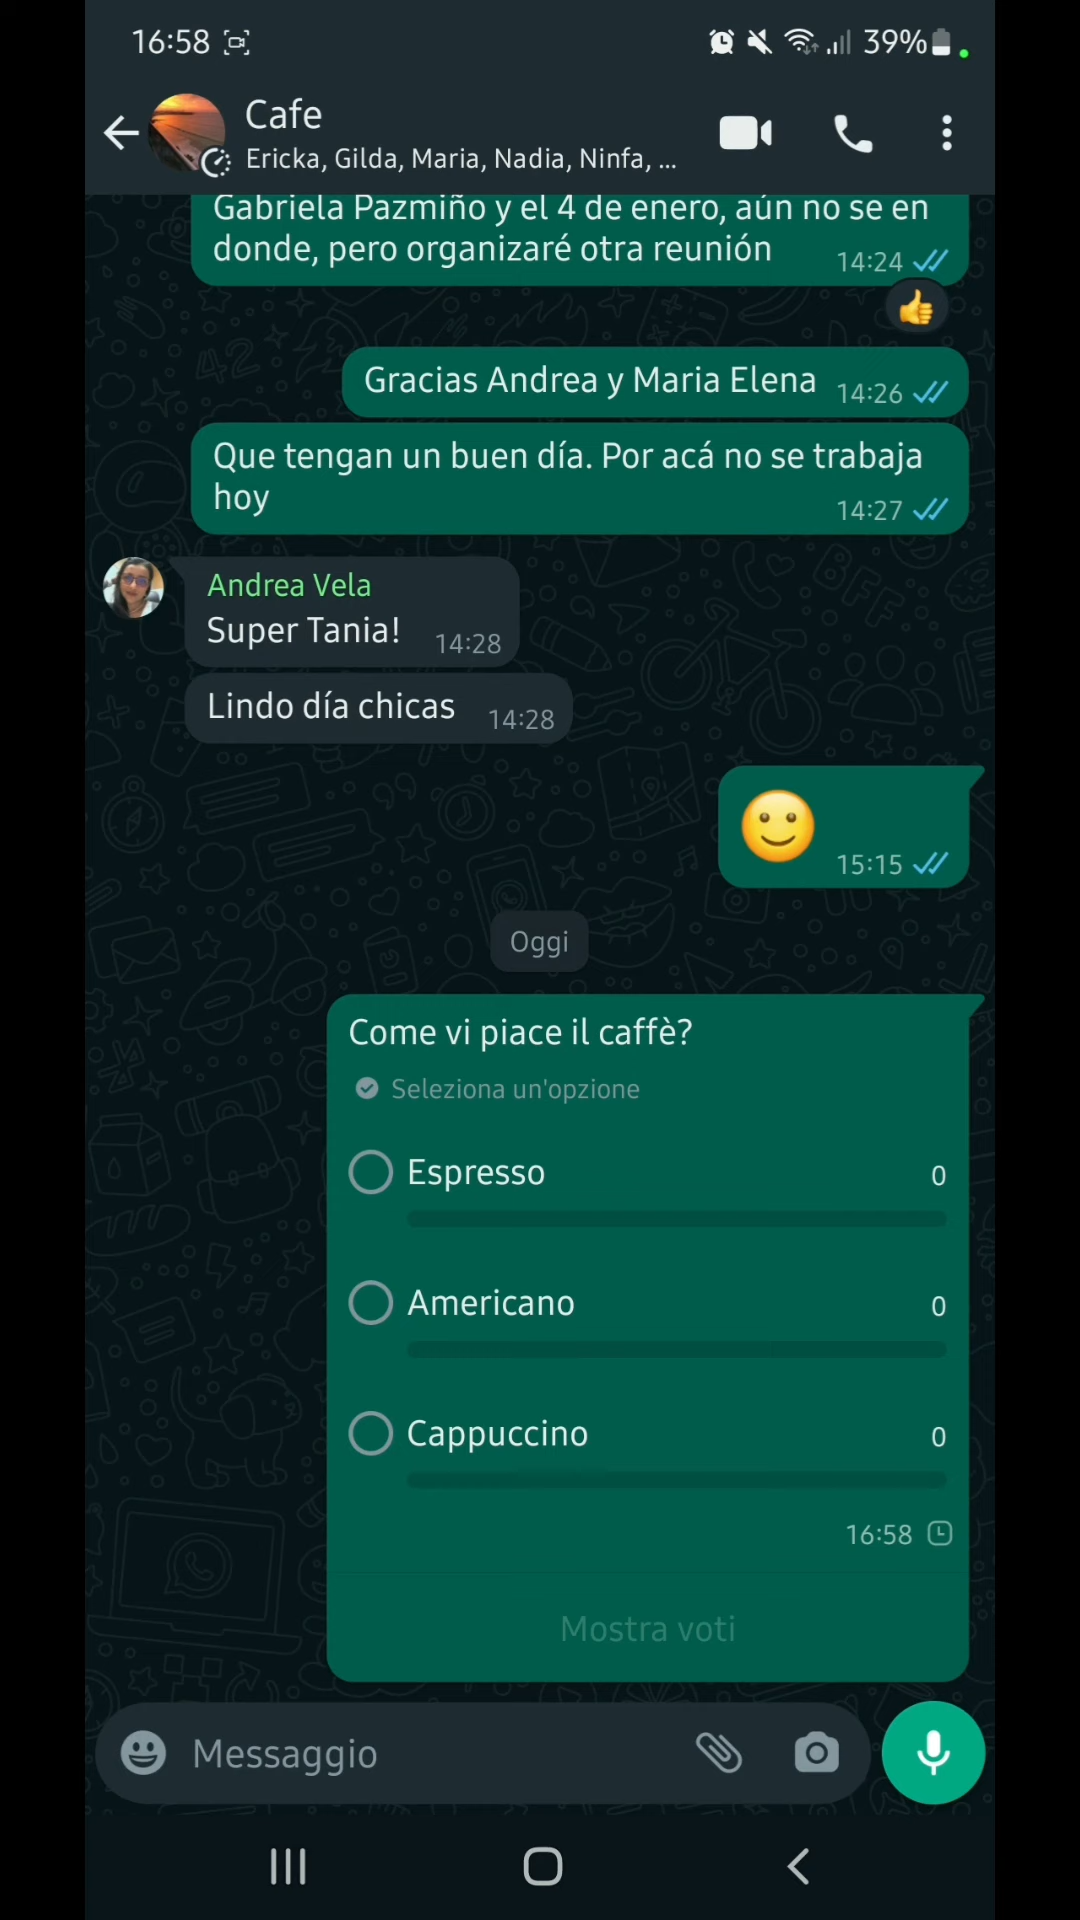 16:58
39%
Cafe
Ericka, Gilda, Maria, Nadia, Ninfa, ...
Gabriela Pazmiño y el 4 de enero, aún no se en
donde, pero organizaré otra reunión 14:24
Gracias Andrea y Maria Elena 14:26
Que tengan un buen día. Por acá no se trabaja
hoy 14:27
Andrea Vela
Super Tania! 14:28
Lindo día chicas 14:28
15:15
Oggi
Come vi piace il caffè?
Seleziona un'opzione
Espresso 0
Americano 0
Cappuccino 0
16:58
Mostra voti
Messaggio